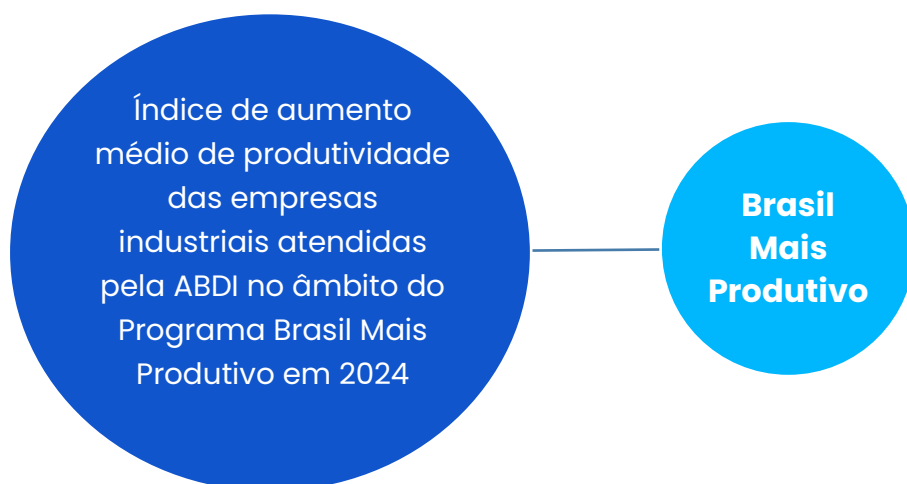 Índice de aumento
médio de produtividade
das empresas
industriais atendidas
pela ABDI no âmbito do
Programa Brasil Mais
Produtivo em 2024
Brasil
Mais
Produtivo